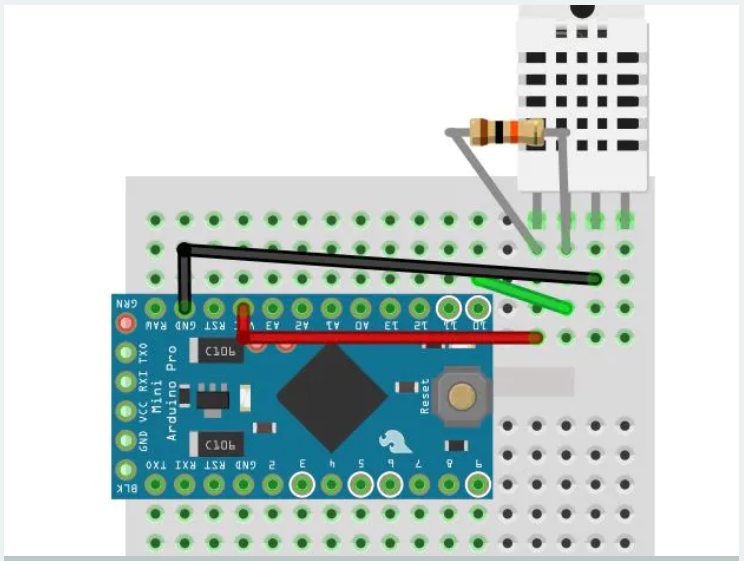 GRN
RAW GND RST VCC A3 A2 A1 A0 13 12 11 10
BLK GND VCC RXI TXO
Arduino Pro
Mini
C106
C106
Reset
TXO RXI RST GND 2 3 4 5 6 7 8 9